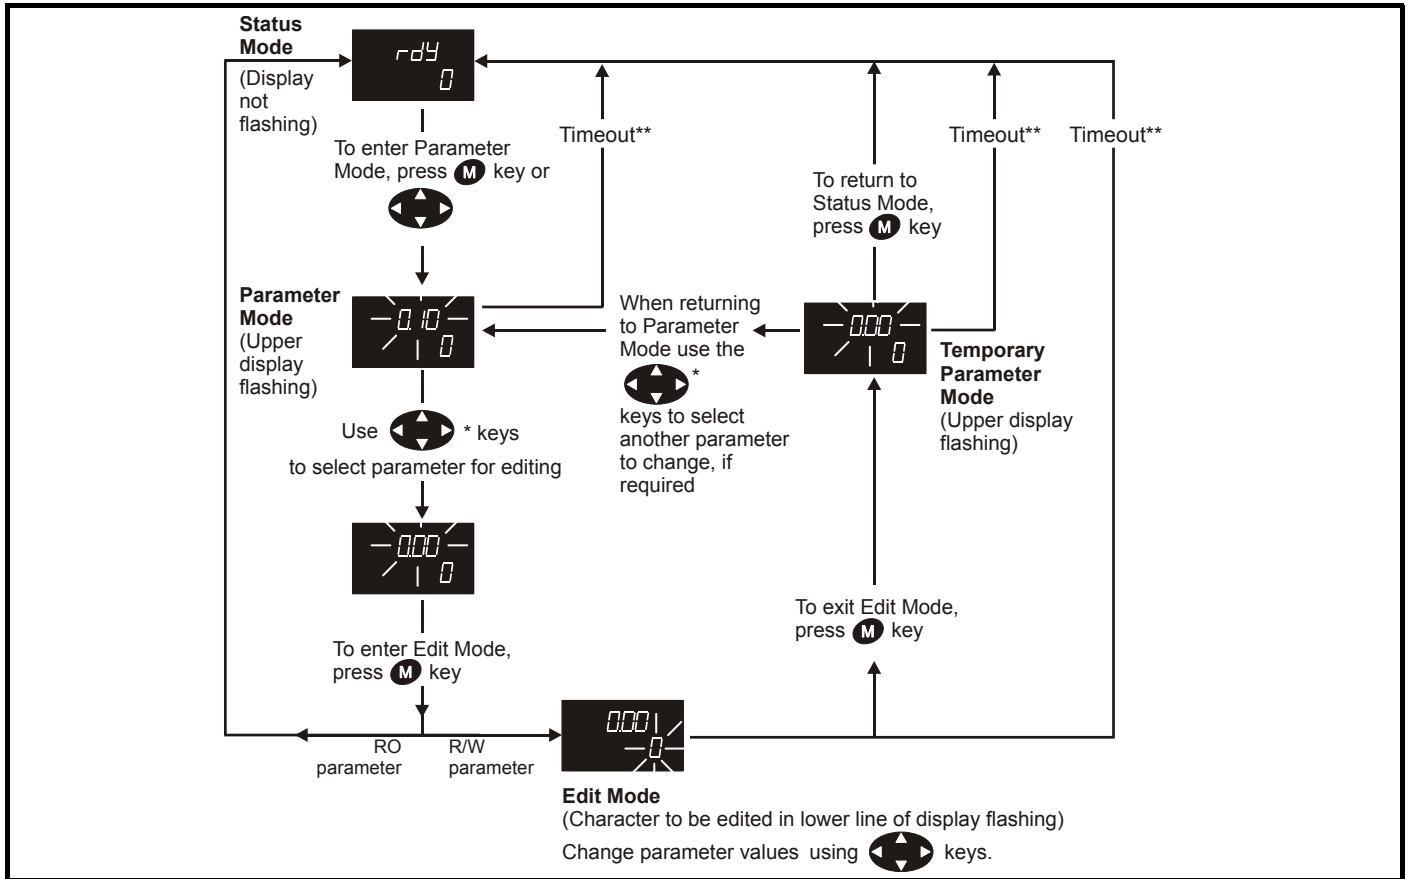 Status
Mode
(Display
not
flashing)
rdY
0
To enter Parameter
Mode, press M key or
Timeout**
Timeout**
Timeout**
To return to
Status Mode,
press M key
Parameter
Mode
(Upper
display
flashing)
0.10
0
When returning
to Parameter
Mode use the
*
keys to select
another parameter
to change, if
required
0.00
0
Temporary
Parameter
Mode
(Upper display
flashing)
Use * keys
to select parameter for editing
0.00
0
To enter Edit Mode,
press M key
To exit Edit Mode,
press M key
RO
parameter
R/W
parameter
0.00
0
Edit Mode
(Character to be edited in lower line of display flashing)
Change parameter values using keys.